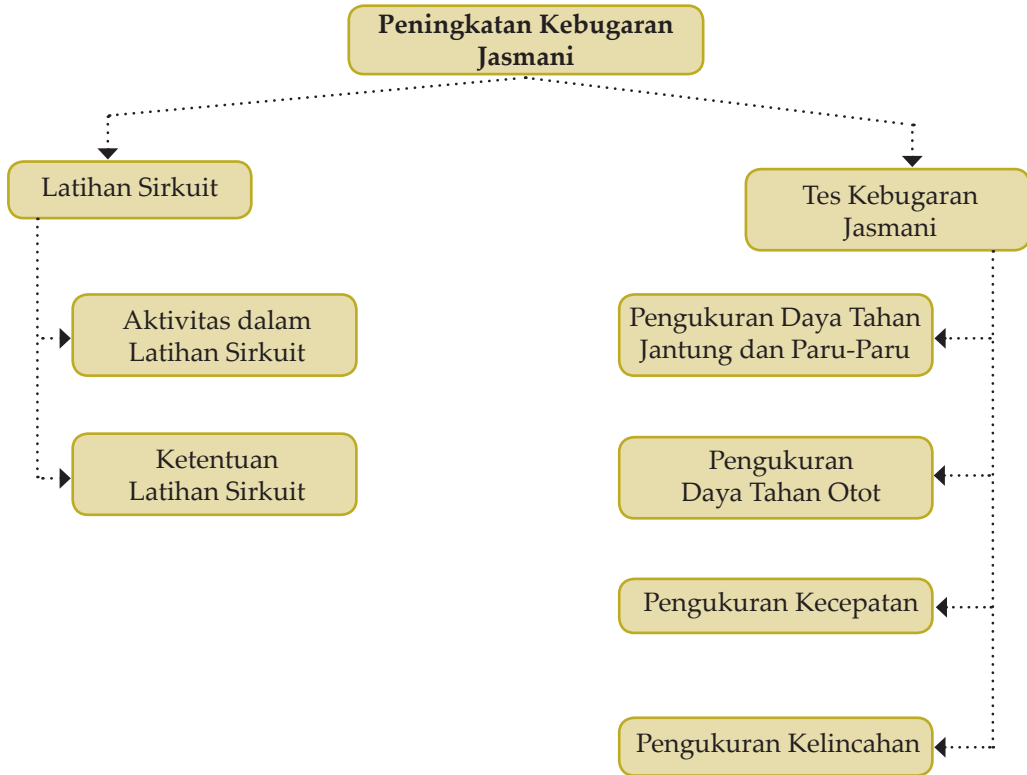 Peningkatan Kebugaran
Jasmani
Latihan Sirkuit
Aktivitas dalam
Latihan Sirkuit
Ketentuan
Latihan Sirkuit
Tes Kebugaran
Jasmani
Pengukuran Daya Tahan
Jantung dan Paru-Paru
Pengukuran
Daya Tahan Otot
Pengukuran Kecepatan
Pengukuran Kelincahan